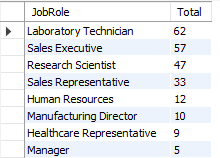 JobRole Total
Laboratory Technician 62
Sales Executive 57
Research Scientist 47
Sales Representative 33
Human Resources 12
Manufacturing Director 10
Healthcare Representative 9
Manager 5